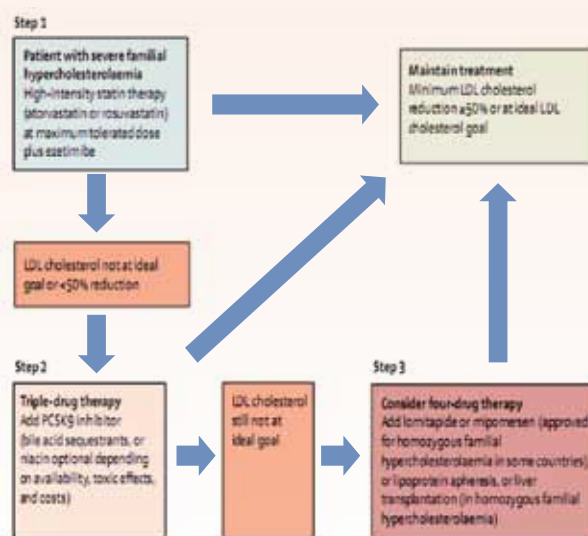 Step 1
Patient with severe familial
hypercholesterolaemia
High-intensity statin therapy
(atorvastatin or rosuvastatin)
at maximum tolerated dose
plus ezetimibe
Maintain treatment
Minimum LDL cholesterol
reduction ≥50% or at ideal LDL
cholesterol goal
LDL cholesterol not at ideal
goal or <50% reduction
Step 2
Triple-drug therapy
Add PCSK9 inhibitor
(bile acid sequestrants, or
niacin optional depending
on availability, toxic effects,
and costs)
LDL cholesterol
still not at
ideal goal
Step 3
Consider four-drug therapy
Add lomitapide or mipomersen (approved
for homozygous familial
hypercholesterolaemia in some countries),
or lipoprotein apheresis, or liver
transplantation (in homozygous familial
hypercholesterolaemia)